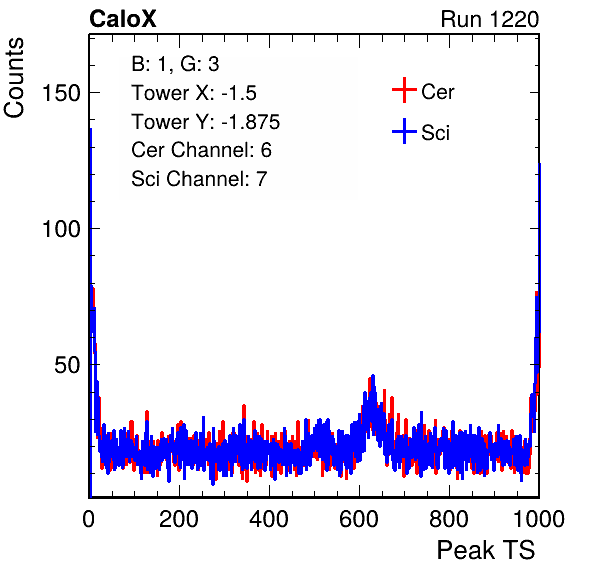 CaloX Run 1220
Counts
B: 1, G: 3
Tower X: -1.5
Tower Y: -1.875
Cer Channel: 6
Sci Channel: 7
Cer
Sci
150
100
50
0 200 400 600 800 1000
Peak TS